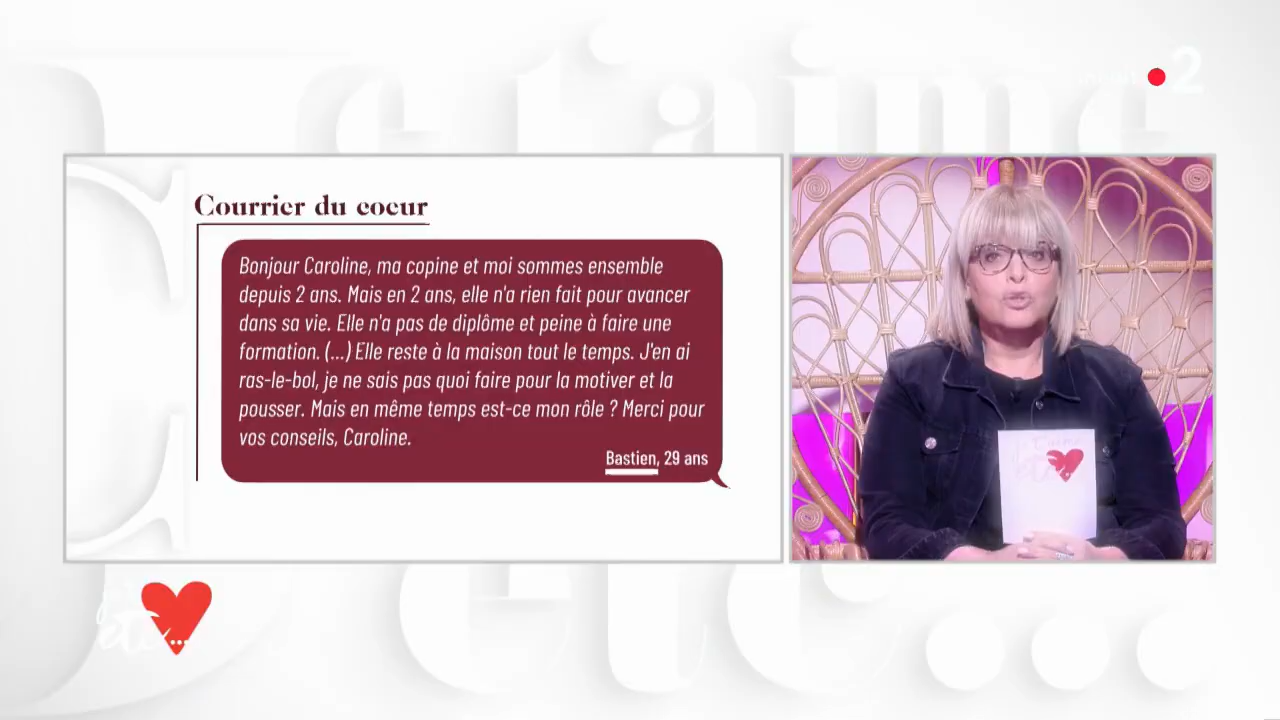 2
Courrier du coeur
Bonjour Caroline, ma copine et moi sommes ensemble
depuis 2 ans. Mais en 2 ans, elle n'a rien fait pour avancer
dans sa vie. Elle n'a pas de diplôme et peine à faire une
formation. (...) Elle reste à la maison tout le temps. J'en ai
ras-le-bol, je ne sais pas quoi faire pour la motiver et la
pousser. Mais en même temps est-ce mon rôle ? Merci pour
vos conseils, Caroline.
Bastien, 29 ans
Je t'aime
etc...
etc...